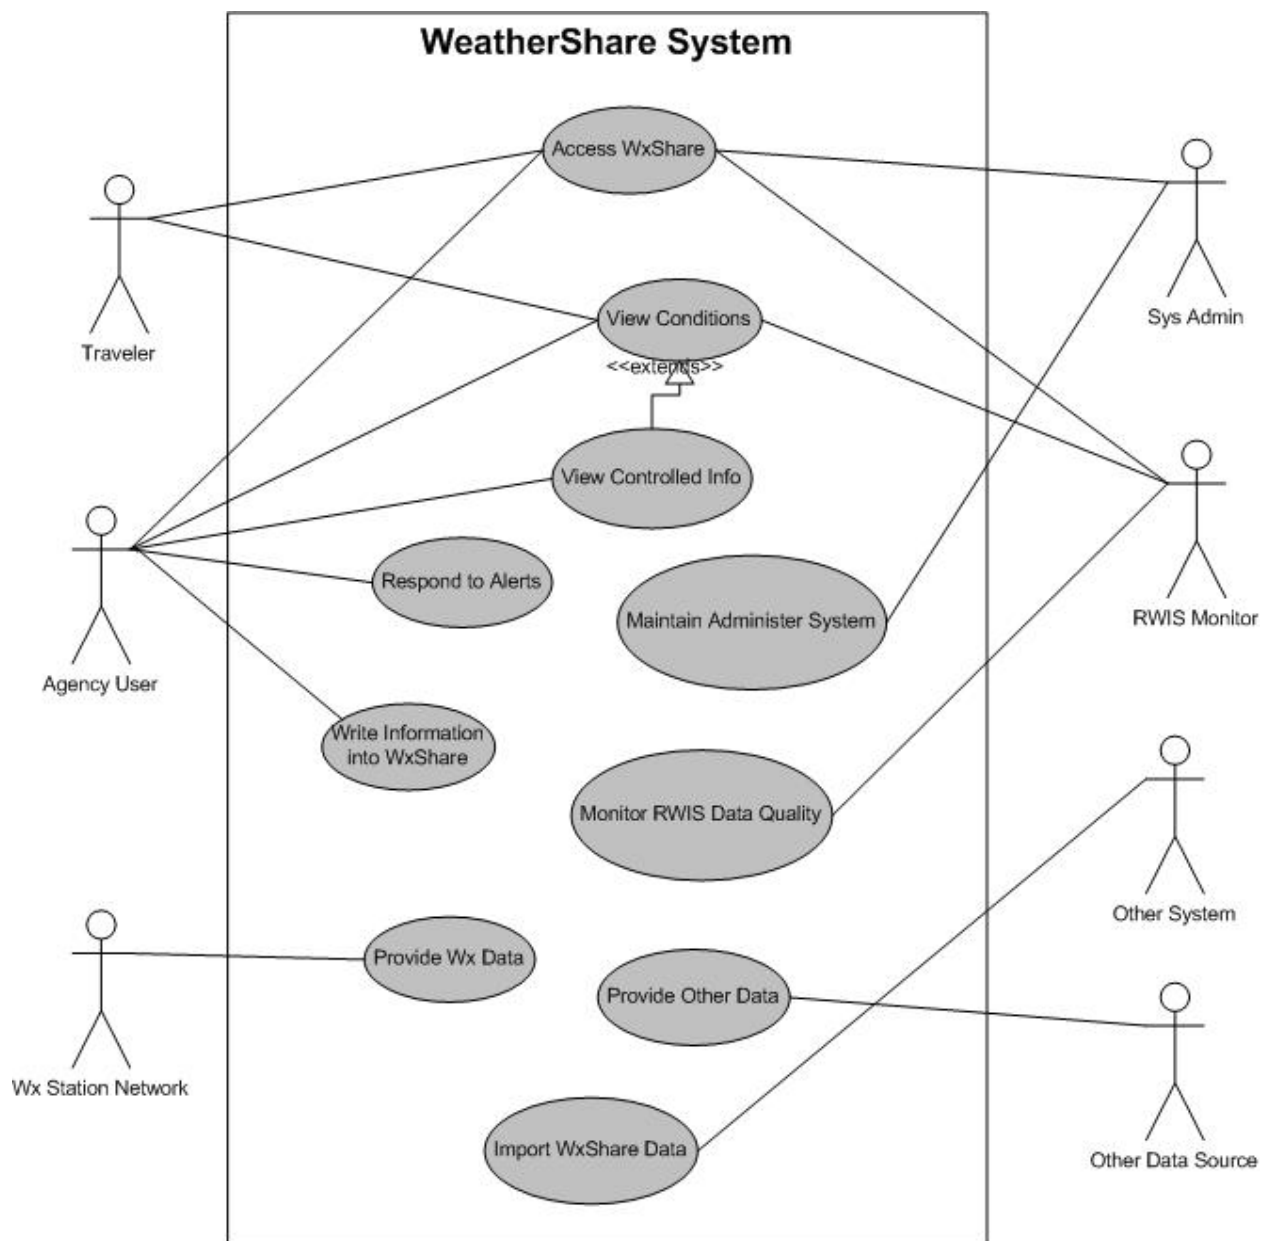 WeatherShare System
Access WxShare
Traveler
Sys Admin
View Conditions
<<extends>>
View Controlled Info
Respond to Alerts
Agency User
Maintain Administer System
RWIS Monitor
Write Information
into WxShare
Monitor RWIS Data Quality
Other System
Provide Wx Data
Wx Station Network
Provide Other Data
Import WxShare Data
Other Data Source